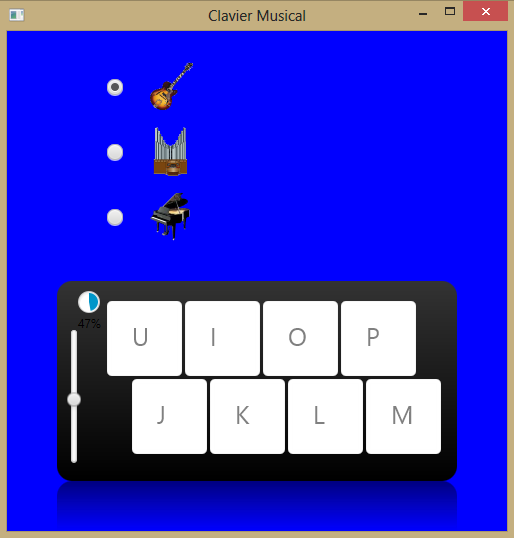 Clavier Musical
47%
U I O P
J K L M